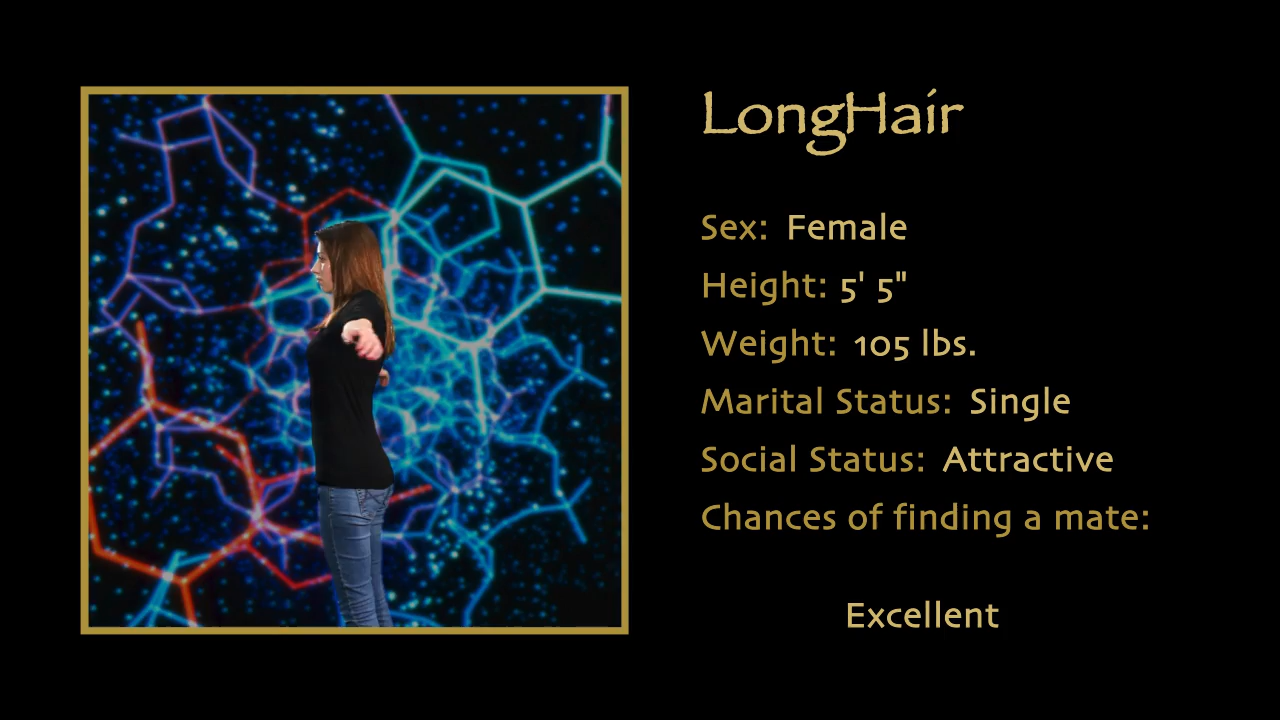 LongHair
Sex: Female
Height: 5' 5"
Weight: 105 lbs.
Marital Status: Single
Social Status: Attractive
Chances of finding a mate:
Excellent